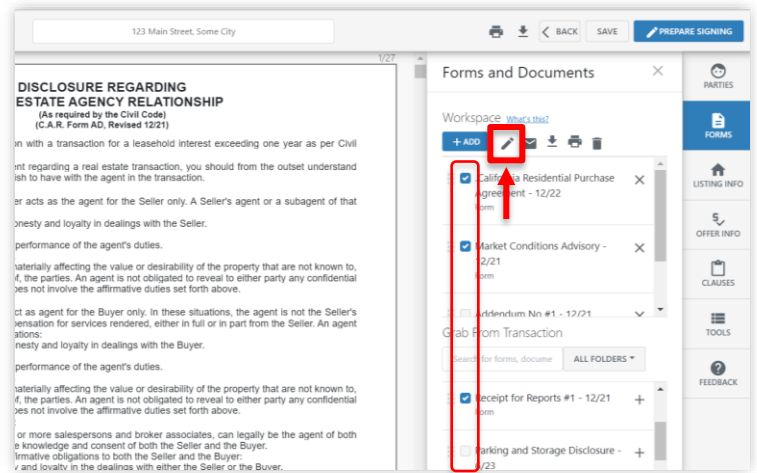 123 Main Street, Some City
BACK
SAVE
PREPARE SIGNING
1/27
DISCLOSURE REGARDING
ESTATE AGENCY RELATIONSHIP
(As required by the Civil Code)
(C.A.R. Form AD, Revised 12/21)
on with a transaction for a leasehold interest exceeding one year as per Civil
ent regarding a real estate transaction, you should from the outset understand
ish to have with the agent in the transaction.
er acts as the agent for the Seller only. A Seller's agent or a subagent of that
onesty and loyalty in dealings with the Seller.
performance of the agent's duties.
naterially affecting the value or desirability of the property that are not known to,
of, the parties. An agent is not obligated to reveal to either party any confidential
oes not involve the affirmative duties set forth above.
ct as agent for the Buyer only. In these situations, the agent is not the Seller's
pensation for services rendered, either in full or in part from the Seller. An agent
ations:
nesty and loyalty in dealings with the Buyer.
performance of the agent's duties.
naterially affecting the value or desirability of the property that are not known to,
of, the parties. An agent is not obligated to reveal to either party any confidential
oes not involve the affirmative duties set forth above.
or more salespersons and broker associates, can legally be the agent of both
e knowledge and consent of both the Seller and the Buyer.
firmative obligations to both the Seller and the Buyer:
y and loyalty in the dealings with either the Seller or the Buyer.
Forms and Documents
Workspace What's this?
+ ADD
California Residential Purchase
Agreement - 12/22
Form
Market Conditions Advisory -
12/21
Form
Addendum No #1 - 12/21
Grab From Transaction
Search for forms, docume
ALL FOLDERS
Receipt for Reports #1 - 12/21
Form
Parking and Storage Disclosure -
6/23
PARTIES
FORMS
LISTING INFO
OFFER INFO
CLAUSES
TOOLS
FEEDBACK